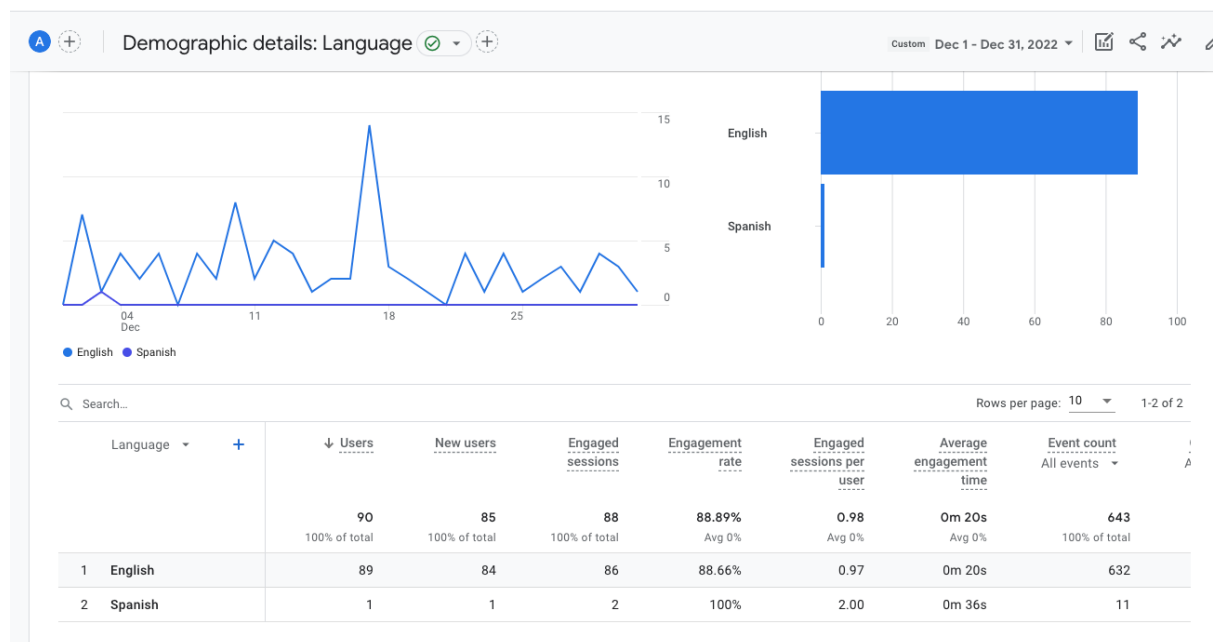 A
Demographic details: Language
Custom Dec 1 - Dec 31, 2022
15
10
5
0
04
Dec
11
18
25
English Spanish
English
Spanish
0 20 40 60 80 100
Search...
Rows per page: 10 1-2 of 2
Language + ↓ Users New users Engaged sessions Engagement rate Engaged sessions per user Average engagement time Event count
All events
90 85 88 88.89% 0.98 0m 20s 643
100% of total 100% of total 100% of total Avg 0% Avg 0% Avg 0% 100% of total
1 English 89 84 86 88.66% 0.97 0m 20s 632
2 Spanish 1 1 2 100% 2.00 0m 36s 11